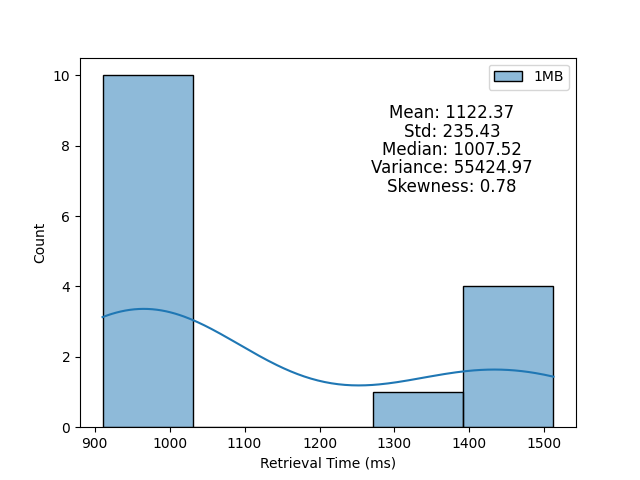 1MB
Mean: 1122.37
Std: 235.43
Median: 1007.52
Variance: 55424.97
Skewness: 0.78
10
8
6
4
2
0
Count
900 1000 1100 1200 1300 1400 1500
Retrieval Time (ms)